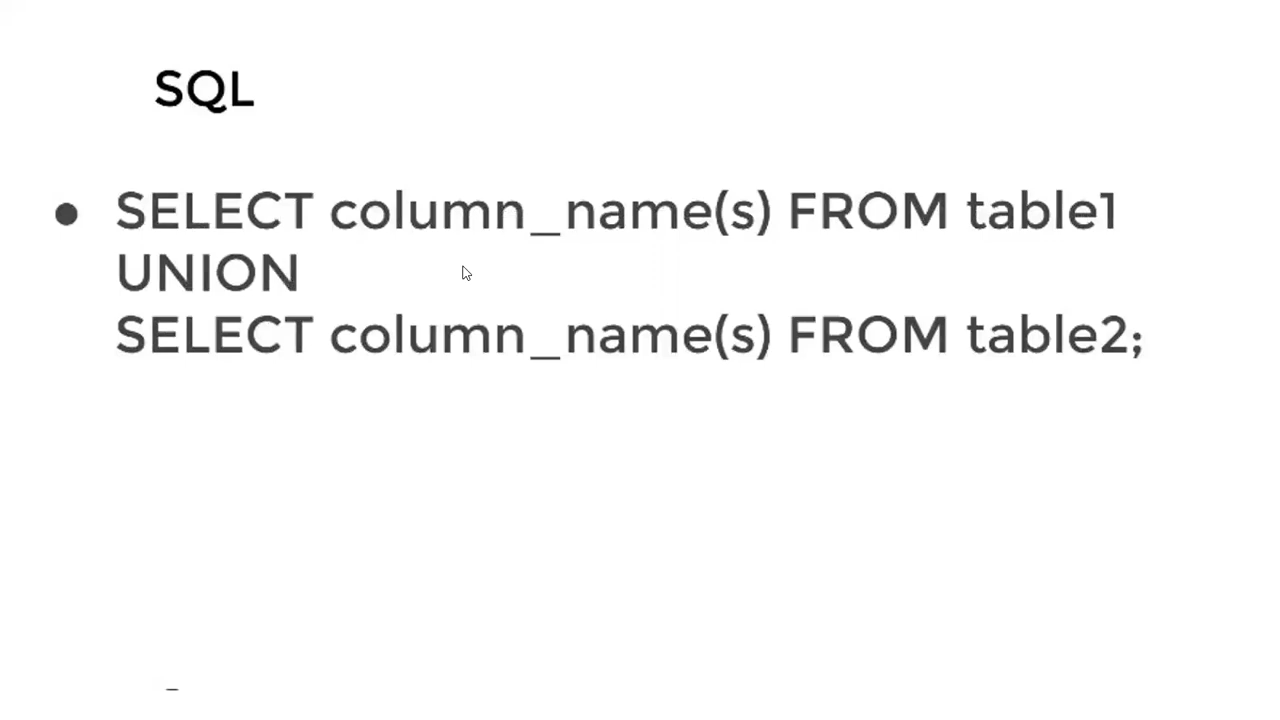 SQL
● SELECT column_name(s) FROM table1
UNION
SELECT column_name(s) FROM table2;